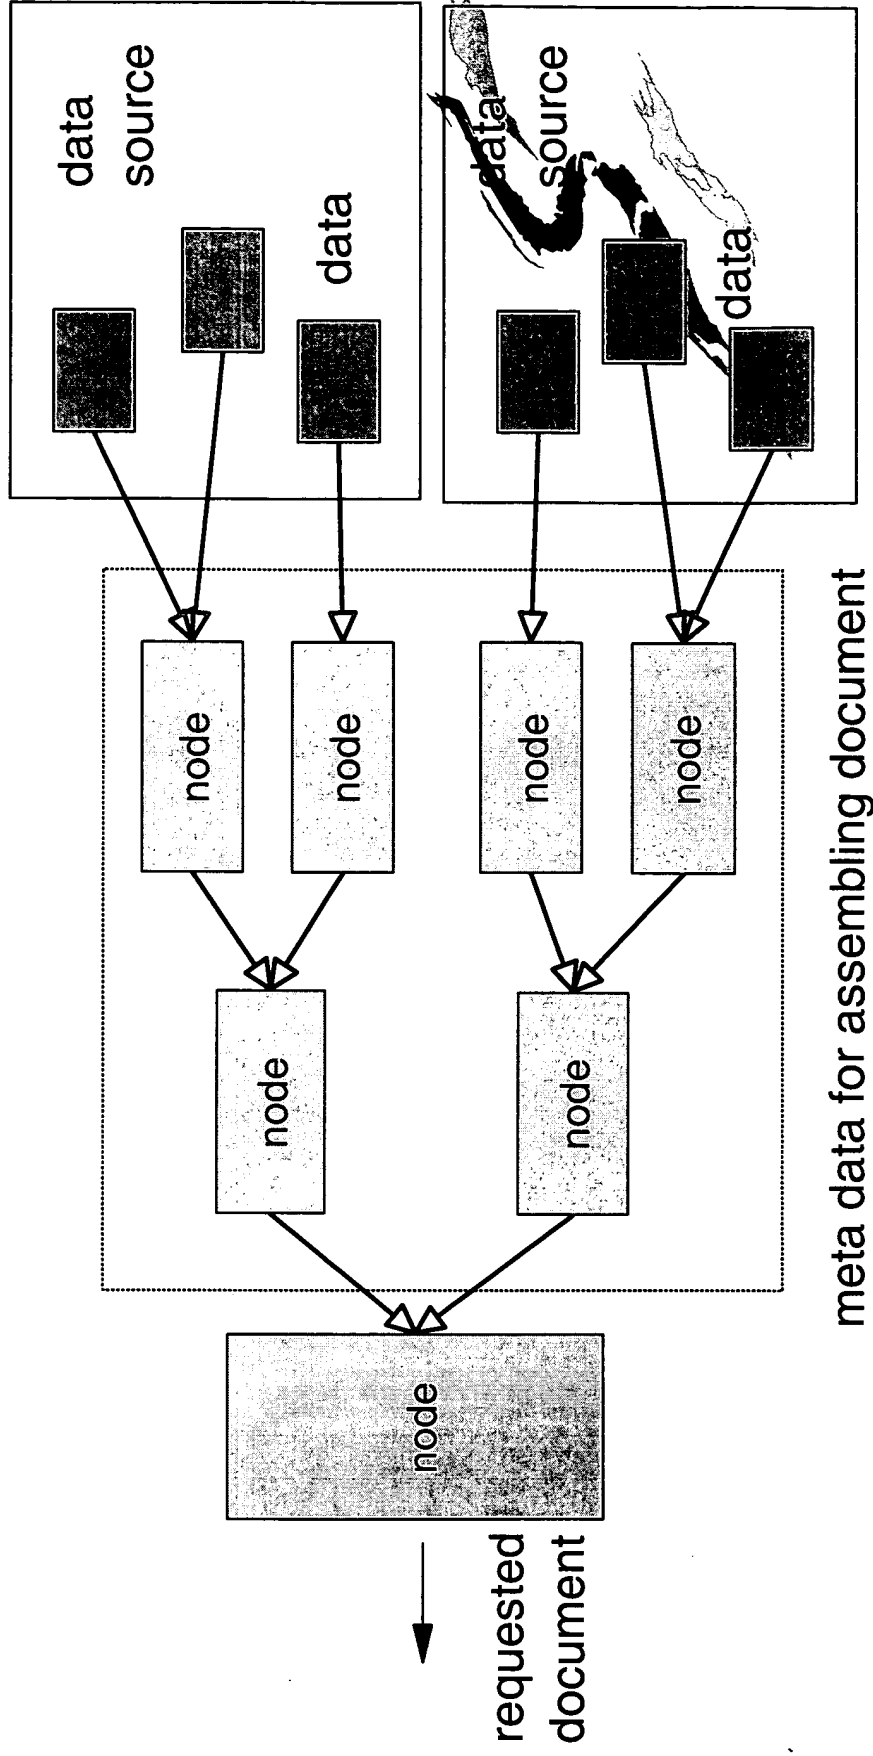 data
source
node
node
data
node
node
requested
document
data
source
node
node
node
data
meta data for assembling document